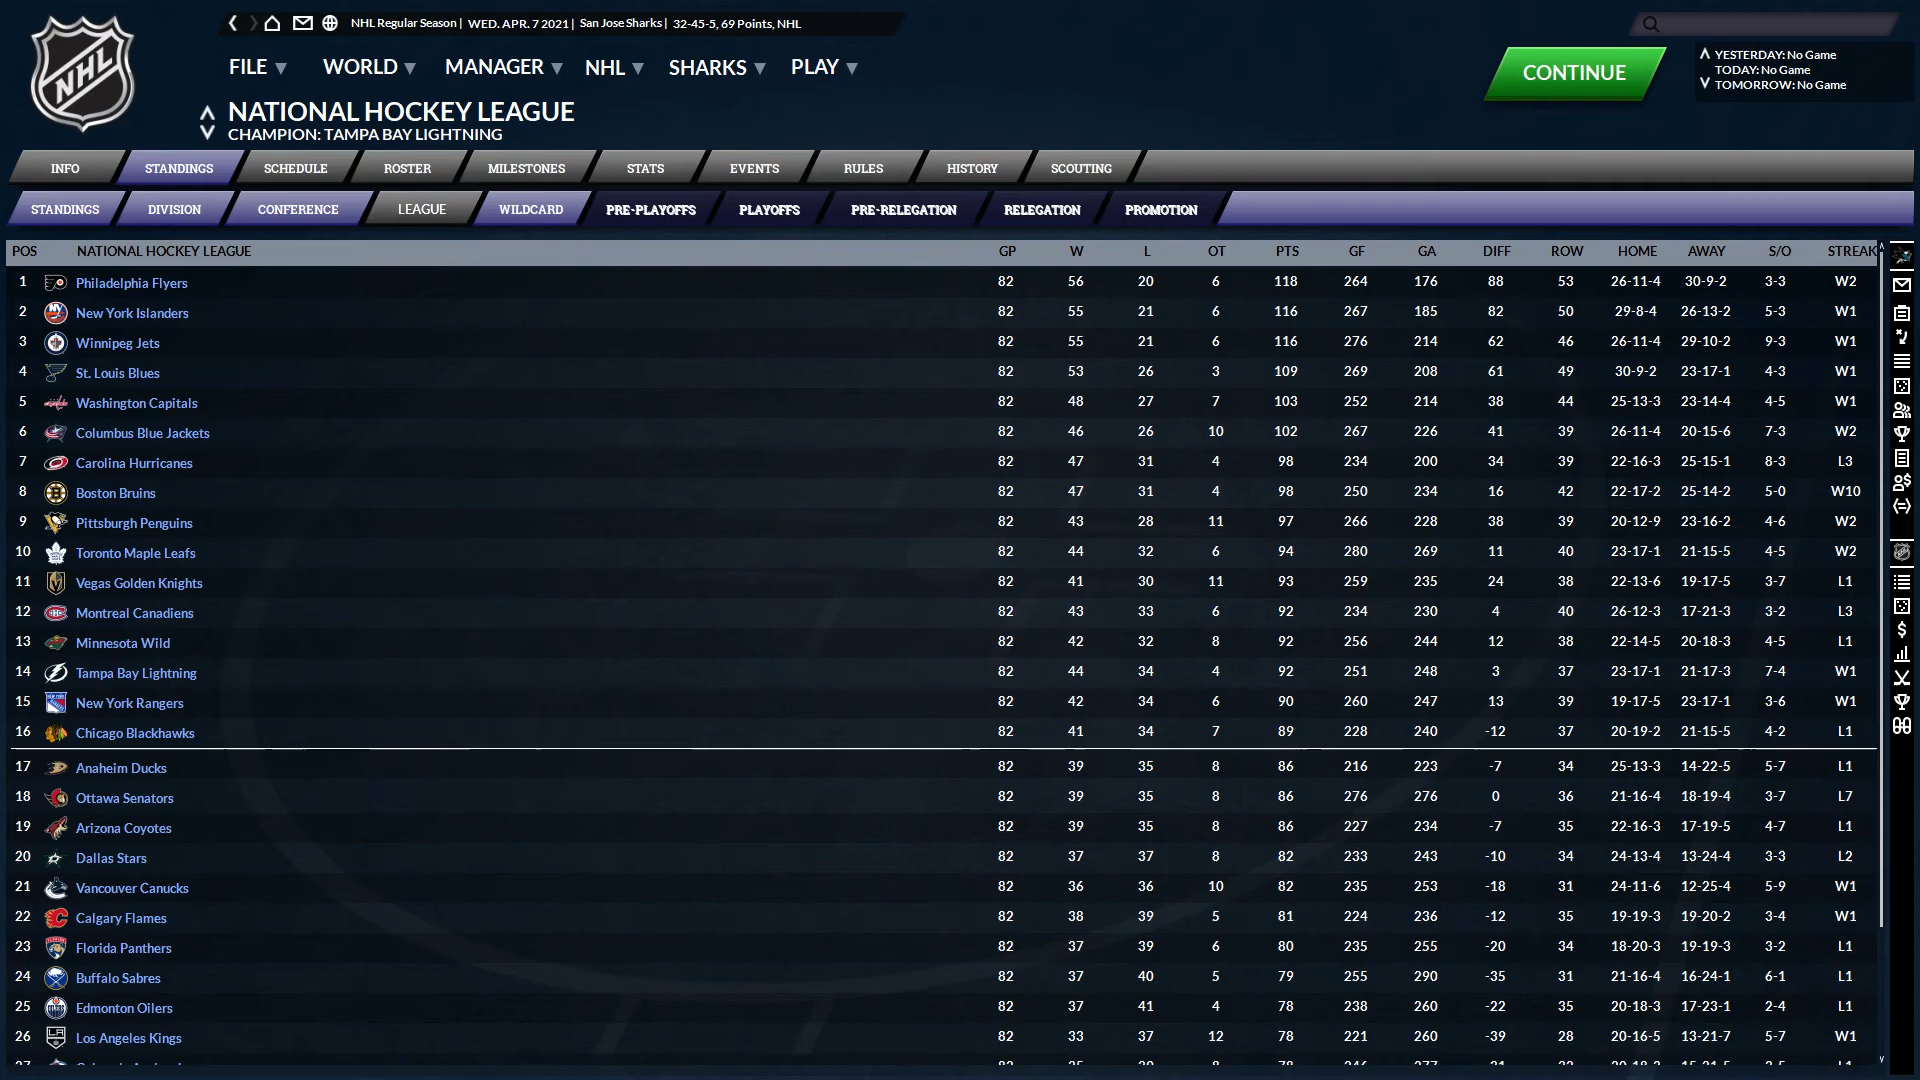 NHL Regular Season | WED. APR. 7 2021 | San Jose Sharks | 32-45-5, 69 Points, NHL
FILE WORLD MANAGER NHL SHARKS PLAY
CONTINUE
YESTERDAY: No Game
TODAY: No Game
TOMORROW: No Game
NHL
NATIONAL HOCKEY LEAGUE
CHAMPION: TAMPA BAY LIGHTNING
INFO STANDINGS SCHEDULE ROSTER MILESTONES STATS EVENTS RULES HISTORY SCOUTING
STANDINGS DIVISION CONFERENCE LEAGUE WILDCARD PRE-PLAYOFFS PLAYOFFS PRE-RELEGATION RELEGATION PROMOTION
POS NATIONAL HOCKEY LEAGUE GP W L OT PTS GF GA DIFF ROW HOME AWAY S/O STREAK
1 Philadelphia Flyers 82 56 20 6 118 264 176 88 53 26-11-4 30-9-2 3-3 W2
2 New York Islanders 82 55 21 6 116 267 185 82 50 29-8-4 26-13-2 5-3 W1
3 Winnipeg Jets 82 55 21 6 116 276 214 62 46 26-11-4 29-10-2 9-3 W1
4 St. Louis Blues 82 53 26 3 109 269 208 61 49 30-9-2 23-17-1 4-3 W1
5 Washington Capitals 82 48 27 7 103 252 214 38 44 25-13-3 23-14-4 4-5 W1
6 Columbus Blue Jackets 82 46 26 10 102 267 226 41 39 26-11-4 20-15-6 7-3 W2
7 Carolina Hurricanes 82 47 31 4 98 234 200 34 39 22-16-3 25-15-1 8-3 L3
8 Boston Bruins 82 47 31 4 98 250 234 16 42 22-17-2 25-14-2 5-0 W10
9 Pittsburgh Penguins 82 43 28 11 97 266 228 38 39 20-12-9 23-16-2 4-6 W2
10 Toronto Maple Leafs 82 44 32 6 94 280 269 11 40 23-17-1 21-15-5 4-5 W2
11 Vegas Golden Knights 82 41 30 11 93 259 235 24 38 22-13-6 19-17-5 3-7 L1
12 Montreal Canadiens 82 43 33 6 92 234 230 4 40 26-12-3 17-21-3 3-2 L3
13 Minnesota Wild 82 42 32 8 92 256 244 12 38 22-14-5 20-18-3 4-5 L1
14 Tampa Bay Lightning 82 44 34 4 92 251 248 3 37 23-17-1 21-17-3 7-4 W1
15 New York Rangers 82 42 34 6 90 260 247 13 39 19-17-5 23-17-1 3-6 W1
16 Chicago Blackhawks 82 41 34 7 89 228 240 -12 37 20-19-2 21-15-5 4-2 L1
17 Anaheim Ducks 82 39 35 8 86 216 223 -7 34 25-13-3 14-22-5 5-7 L1
18 Ottawa Senators 82 39 35 8 86 276 276 0 36 21-16-4 18-19-4 3-7 L7
19 Arizona Coyotes 82 39 35 8 86 227 234 -7 35 22-16-3 17-19-5 4-7 L1
20 Dallas Stars 82 37 37 8 82 233 243 -10 34 24-13-4 13-24-4 3-3 L2
21 Vancouver Canucks 82 36 36 10 82 235 253 -18 31 24-11-6 12-25-4 5-9 W1
22 Calgary Flames 82 38 39 5 81 224 236 -12 35 19-19-3 19-20-2 3-4 W1
23 Florida Panthers 82 37 39 6 80 235 255 -20 34 18-20-3 19-19-3 3-2 L1
24 Buffalo Sabres 82 37 40 5 79 255 290 -35 31 21-16-4 16-24-1 6-1 L1
25 Edmonton Oilers 82 37 41 4 78 238 260 -22 35 20-18-3 17-23-1 2-4 L1
26 Los Angeles Kings 82 33 37 12 78 221 260 -39 28 20-16-5 13-21-7 5-7 W1